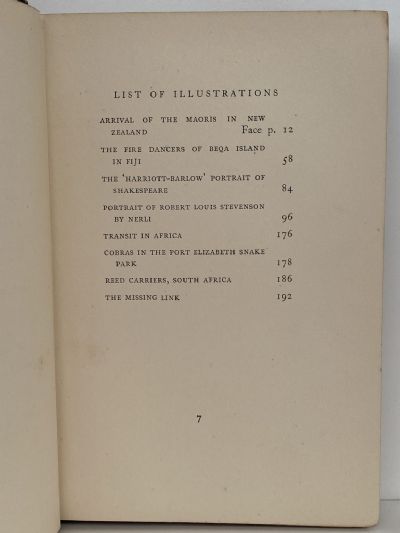 LIST OF ILLUSTRATIONS
ARRIVAL OF THE MAORIS IN NEW
ZEALAND Face p. 12
THE FIRE DANCERS OF BEQA ISLAND
IN FIJI 58
THE 'HARRIOTT-BARLOW' PORTRAIT OF
SHAKESPEARE 84
PORTRAIT OF ROBERT LOUIS STEVENSON
BY NERLI 96
TRANSIT IN AFRICA 176
COBRAS IN THE PORT ELIZABETH SNAKE
PARK 178
REED CARRIERS, SOUTH AFRICA 186
THE MISSING LINK 192
7